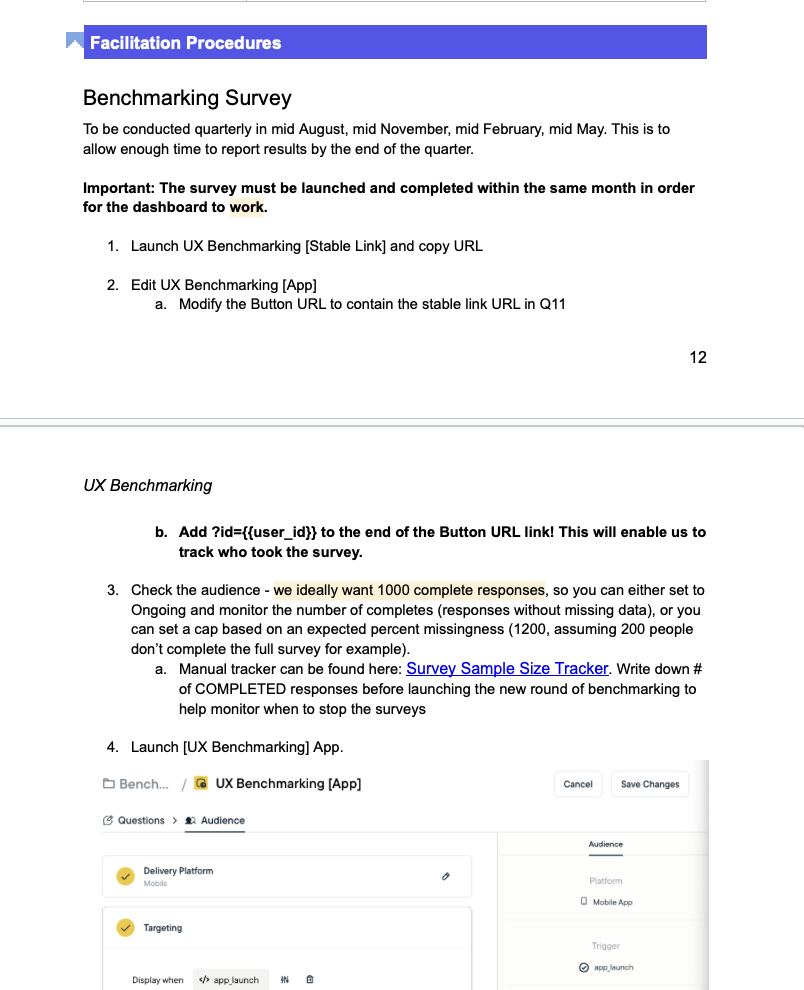 Facilitation Procedures
Benchmarking Survey
To be conducted quarterly in mid August, mid November, mid February, mid May. This is to
allow enough time to report results by the end of the quarter.
Important: The survey must be launched and completed within the same month in order
for the dashboard to work.
1. Launch UX Benchmarking [Stable Link] and copy URL
2. Edit UX Benchmarking [App]
a. Modify the Button URL to contain the stable link URL in Q11
12
UX Benchmarking
b. Add ?id={{user_id}} to the end of the Button URL link! This will enable us to
track who took the survey.
3. Check the audience - we ideally want 1000 complete responses, so you can either set to
Ongoing and monitor the number of completes (responses without missing data), or you
can set a cap based on an expected percent missingness (1200, assuming 200 people
don’t complete the full survey for example).
a. Manual tracker can be found here: Survey Sample Size Tracker. Write down #
of COMPLETED responses before launching the new round of benchmarking to
help monitor when to stop the surveys
4. Launch [UX Benchmarking] App.
Bench... / UX Benchmarking [App] Cancel Save Changes
Questions > Audience
Audience
Delivery Platform
Mobile
Platform
Mobile App
Targeting
Trigger
app_launch
Display when </> app_launch